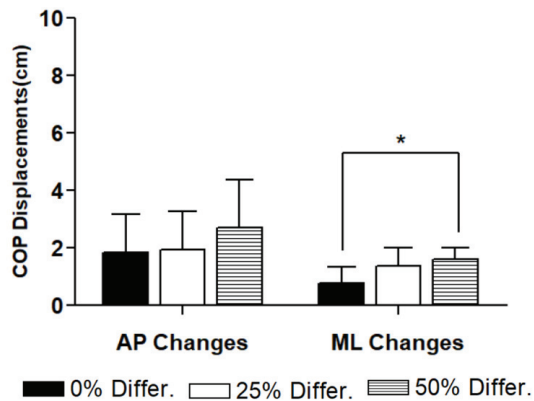 COP Displacements(cm)
10
8
6
4
2
0
*
AP Changes ML Changes
0% Differ. 25% Differ. 50% Differ.